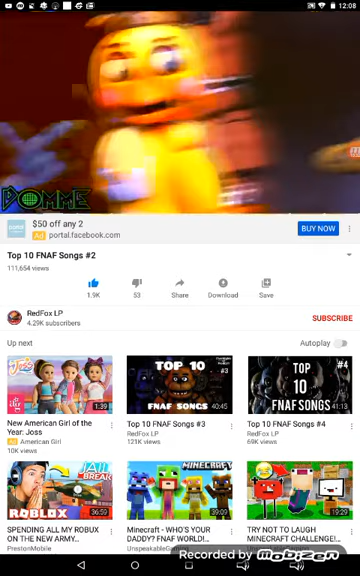 12:08
DOMME
$50 off any 2
Ad portal.facebook.com
BUY NOW
Top 10 FNAF Songs #2
111,654 views
1.9K
53
Share
Download
Save
RedFox LP
4.29K subscribers
SUBSCRIBE
Up next
Autoplay
Joss
1:39
New American Girl of the Year: Joss
Ad American Girl
10K views
TOP 10
#3
FNAF SONGS
40:45
Top 10 FNAF Songs #3
RedFox LP
121K views
#4
TOP
10
FNAF SONGS
41:13
Top 10 FNAF Songs #4
RedFox LP
69K views
JAIL
BREAK
ROBLOX
36:59
SPENDING ALL MY ROBUX
ON THE NEW ARMY...
PrestonMobile
MINECRAFT
39:09
Minecraft - WHO'S YOUR
DADDY? FNAF WORLD!...
UnspeakableGaming
19:29
TRY NOT TO LAUGH
MINECRAFT CHALLENGE!...
Recorded by mobizen